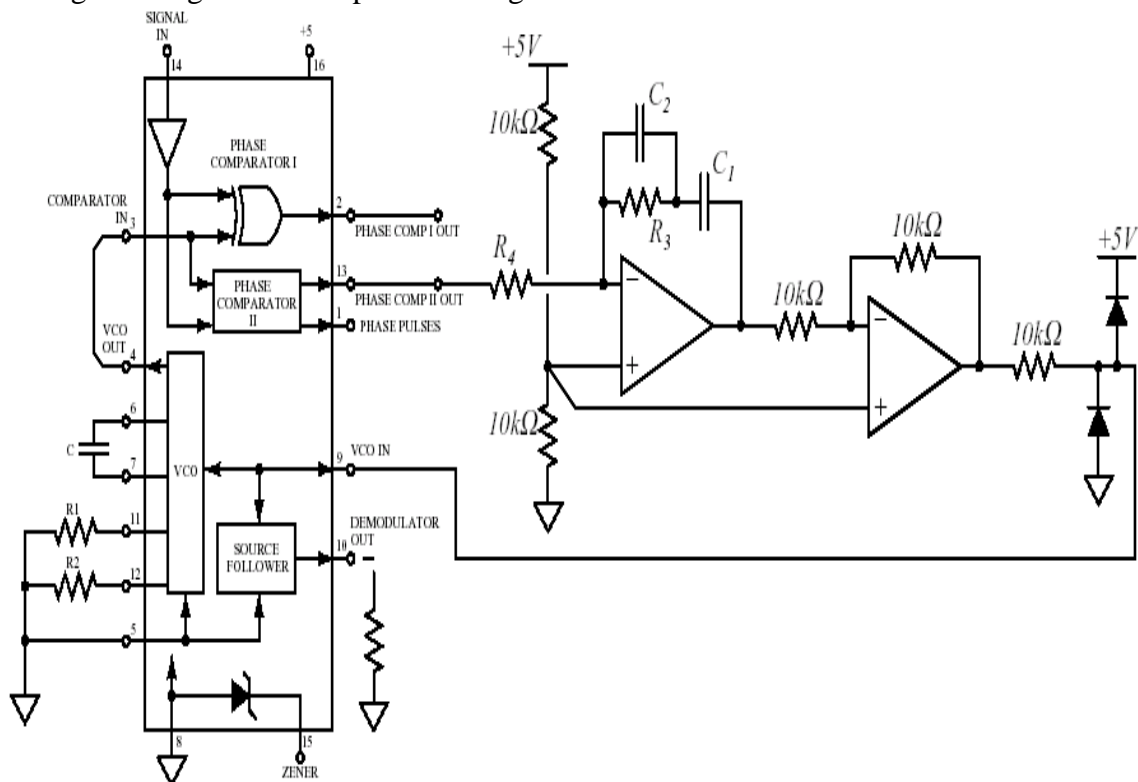 SIGNAL
IN
14
+5
16
PHASE
COMPARATOR I
COMPARATOR
IN
3
2
PHASE COMP I OUT
13
PHASE COMP II OUT
1
PHASE PULSES
PHASE
COMPARATOR
II
VCO
OUT
4
6
C
7
VCO
9
VCO IN
R1
11
R2
12
SOURCE
FOLLOWER
DEMODULATOR
OUT
10
5
8
15
ZENER
+5V
10kΩ
C2
C1
R3
R4
10kΩ
−
+
10kΩ
10kΩ
−
+
10kΩ
+5V